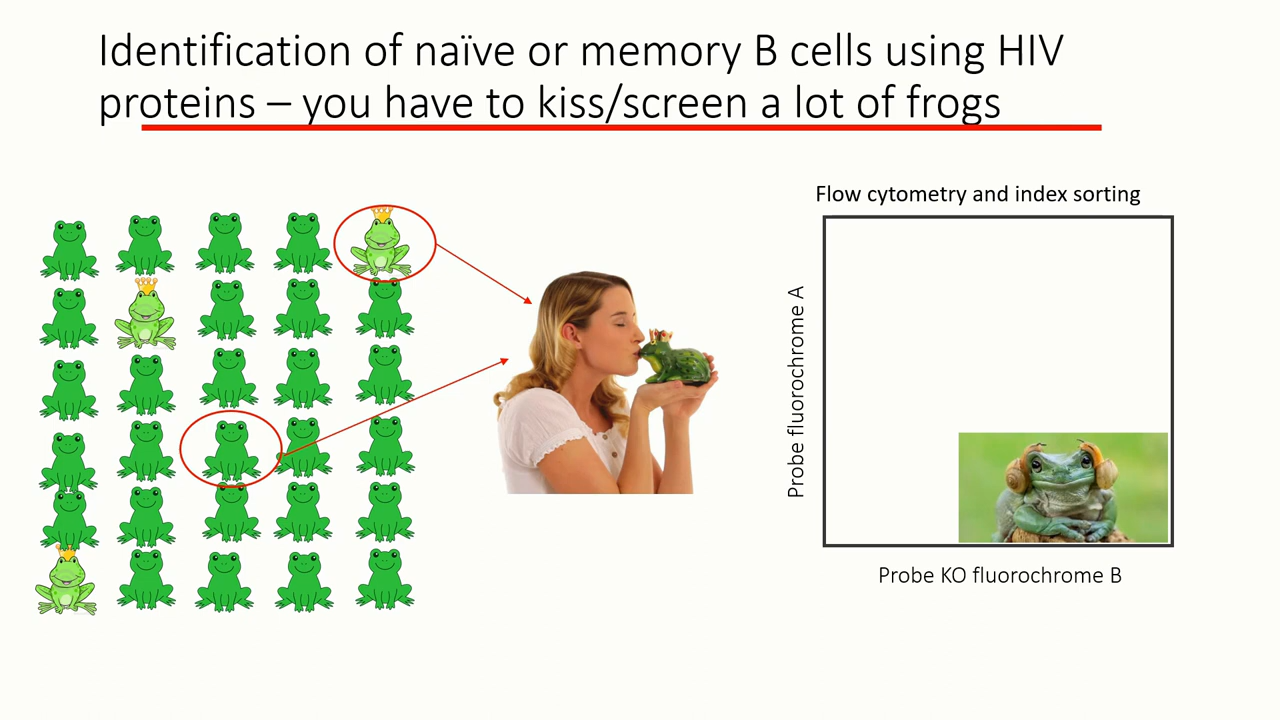 Identification of naïve or memory B cells using HIV
proteins – you have to kiss/screen a lot of frogs
Flow cytometry and index sorting
Probe fluorochrome A
Probe KO fluorochrome B